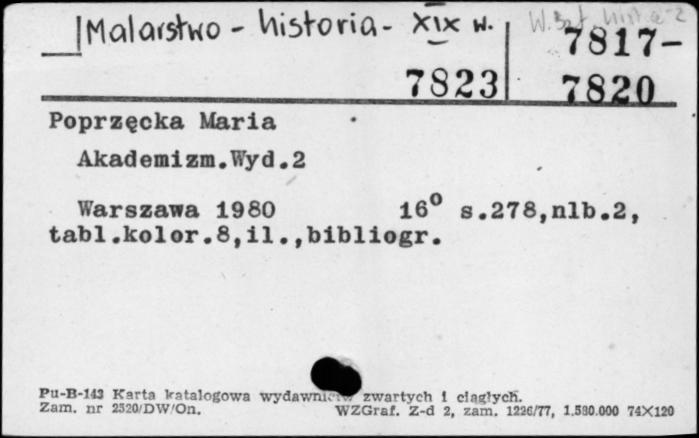 Malarstwo - historia - XIX w.
7817-
7823
7820
Poprzęcka Maria
Akademizm.Wyd.2
Warszawa 1980 16⁰ s.278,nlb.2,
tabl.kolor.8,il.,bibliogr.
Pu-B-143 Karta katalogowa wydawnictw zwartych i ciągłych.
Zam. nr 2520/DW/On. WZGraf. Z-d 2, zam. 1226/77, 1.580.000 74X120